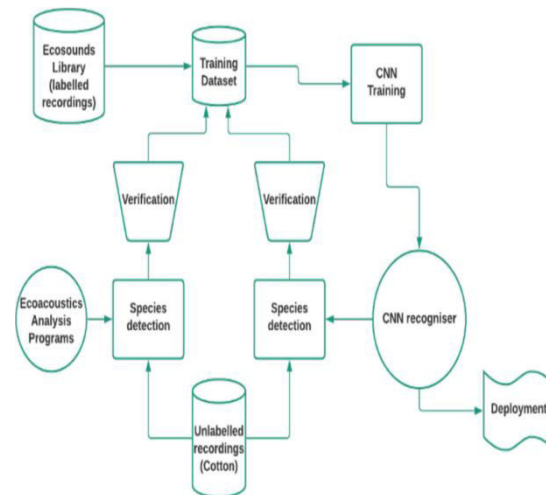 Ecosounds
Library
(labelled
recordings)
Training
Dataset
CNN
Training
Verification
Verification
Ecoacoustics
Analysis
Programs
Species
detection
Species
detection
CNN recogniser
Unlabelled
recordings
(Cotton)
Deployment